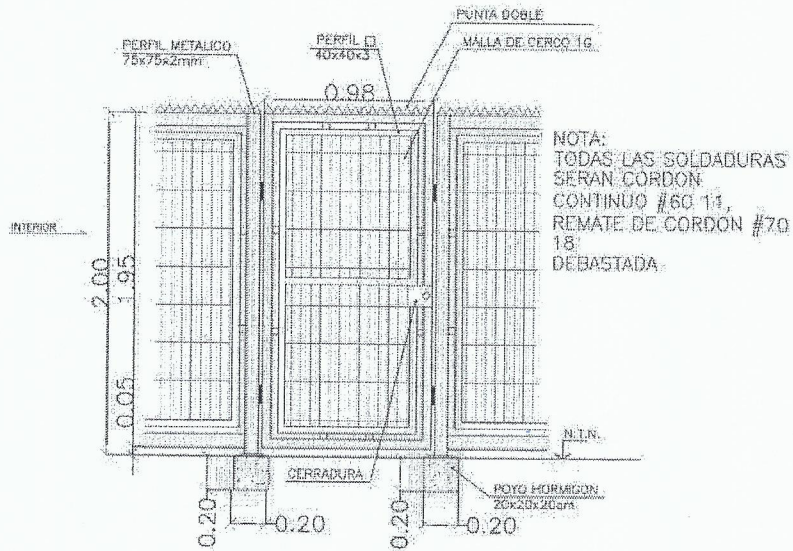 PUNTA DOBLE
PERFIL METALICO
75x75x2mm
PERFIL □
40x40x3
MALLA DE CERCO 1G
0.98
NOTA:
TODAS LAS SOLDADURAS
SERAN CORDON
CONTINUO #60 11,
REMATE DE CORDON #70
18
DEBASTADA
INTERIOR
2.00
1.95
0.05
N.T.N.
CERRADURA
POYO HORMIGON
20x20x20cm
0.20
0.20
0.20
0.20